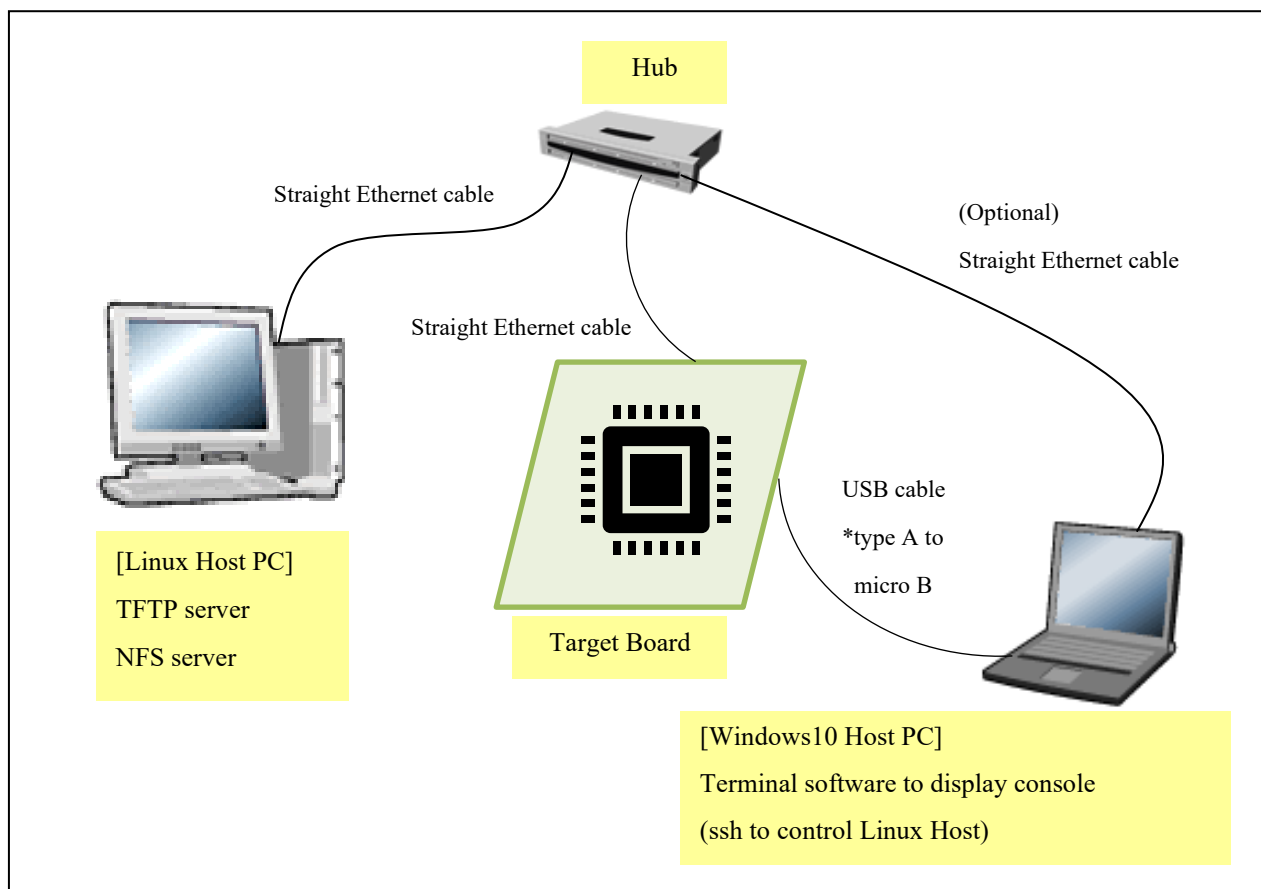 Hub
Straight Ethernet cable
(Optional)
Straight Ethernet cable
Straight Ethernet cable
USB cable
*type A to
micro B
[Linux Host PC]
TFTP server
NFS server
Target Board
[Windows10 Host PC]
Terminal software to display console
(ssh to control Linux Host)